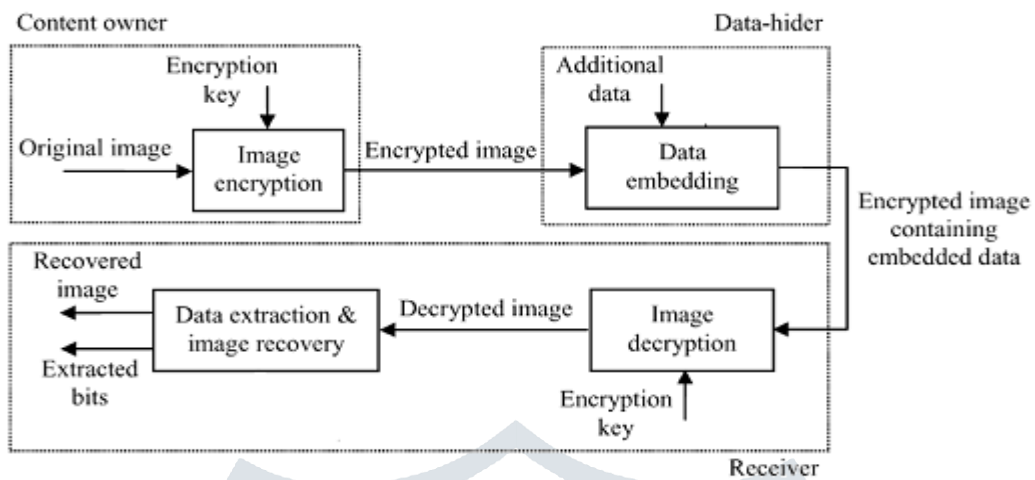 Content owner
Data-hider
Encryption
key
Additional
data
Original image
Image
encryption
Encrypted image
Data
embedding
Encrypted image
containing
embedded data
Recovered
image
Data extraction &
image recovery
Decrypted image
Image
decryption
Extracted
bits
Encryption
key
Receiver